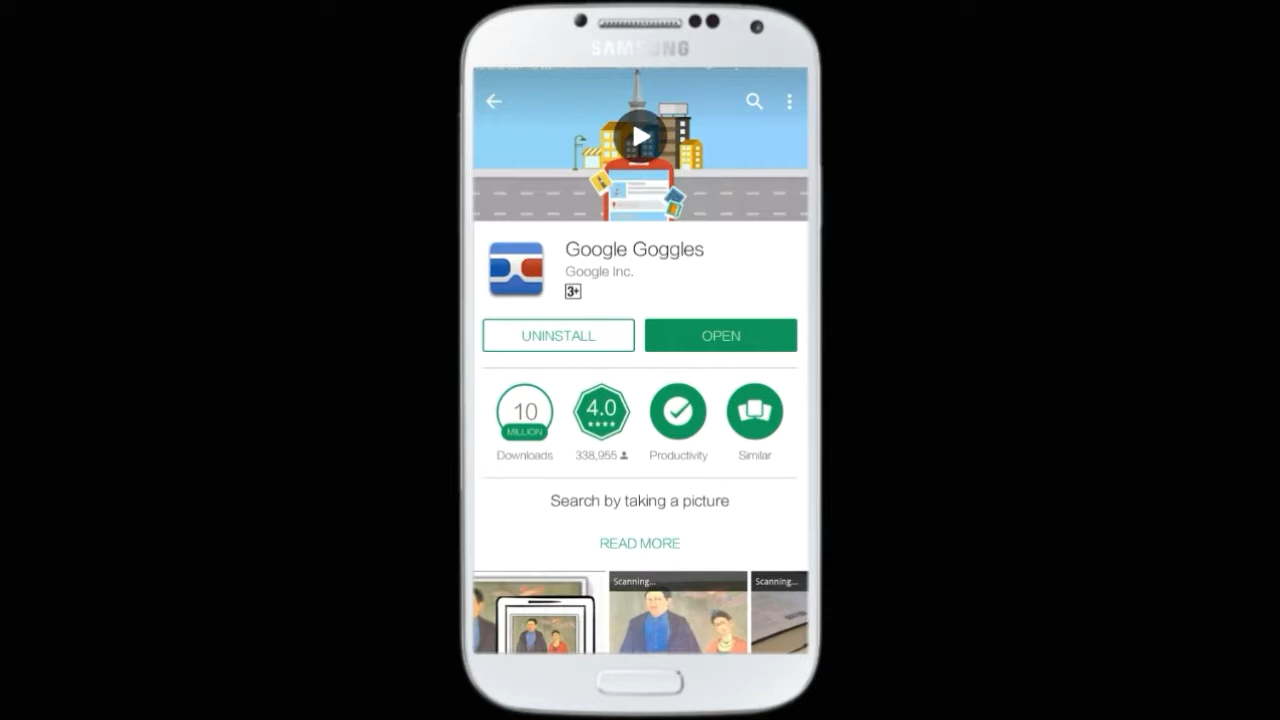 SAMSUNG
Google Goggles
Google Inc.
3+
UNINSTALL
OPEN
10
MILLION
4.0
Downloads
338,955
Productivity
Similar
Search by taking a picture
READ MORE
Scanning...
Scanning...